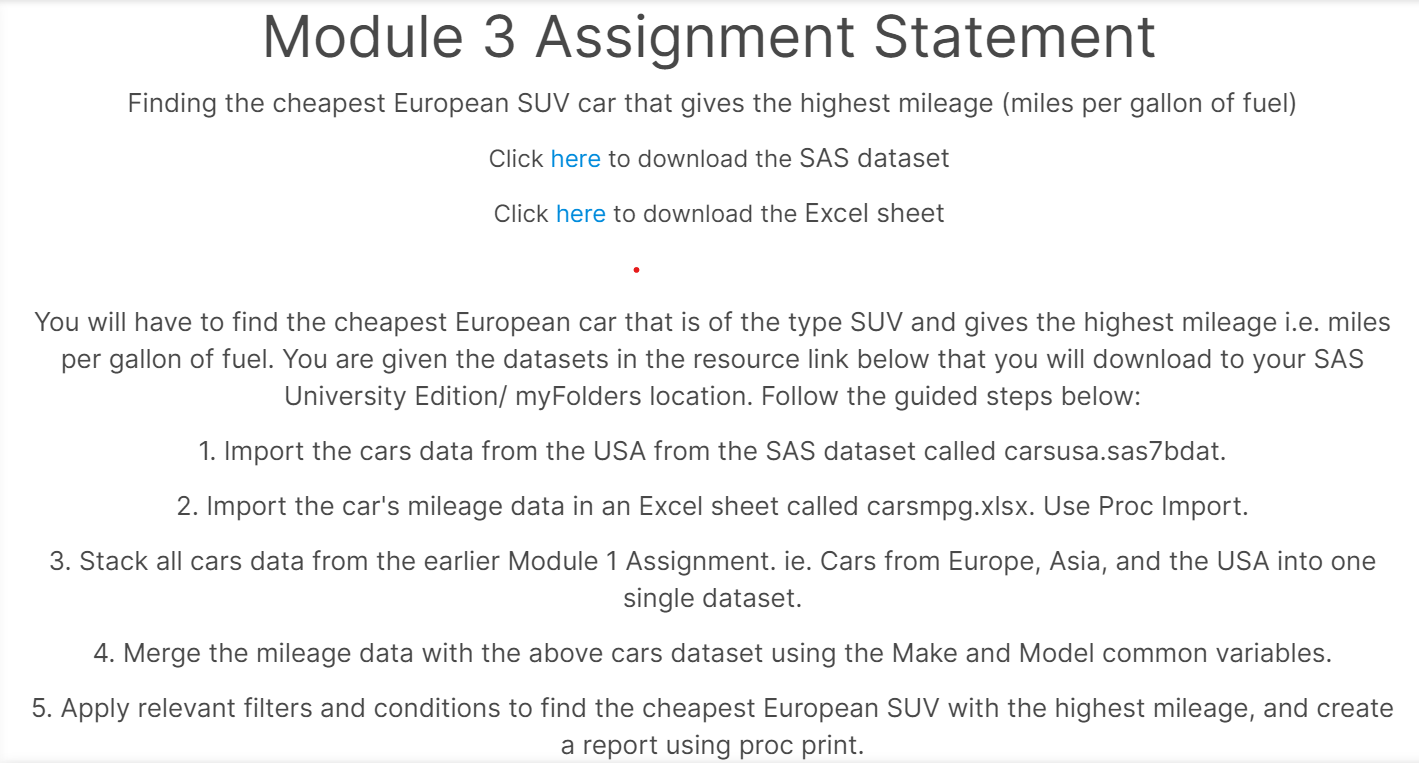 Module 3 Assignment Statement
Finding the cheapest European SUV car that gives the highest mileage (miles per gallon of fuel)
Click here to download the SAS dataset
Click here to download the Excel sheet
You will have to find the cheapest European car that is of the type SUV and gives the highest mileage i.e. miles
per gallon of fuel. You are given the datasets in the resource link below that you will download to your SAS
University Edition/ myFolders location. Follow the guided steps below:
1. Import the cars data from the USA from the SAS dataset called carsusa.sas7bdat.
2. Import the car's mileage data in an Excel sheet called carsmpg.xlsx. Use Proc Import.
3. Stack all cars data from the earlier Module 1 Assignment. ie. Cars from Europe, Asia, and the USA into one
single dataset.
4. Merge the mileage data with the above cars dataset using the Make and Model common variables.
5. Apply relevant filters and conditions to find the cheapest European SUV with the highest mileage, and create
a report using proc print.